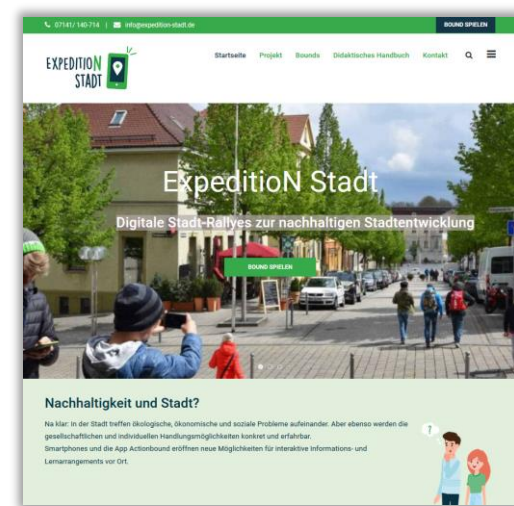 07141/ 140-714 | info@expedition-stadt.de BOUND SPIELEN
EXPEDITION
STADT
Startseite Projekt Bounds Didaktisches Handbuch Kontakt
ExpeditioN Stadt
Digitale Stadt-Rallyes zur nachhaltigen Stadtentwicklung
BOUND SPIELEN
Nachhaltigkeit und Stadt?
Na klar: In der Stadt treffen ökologische, ökonomische und soziale Probleme aufeinander. Aber ebenso werden die
gesellschaftlichen und individuellen Handlungsmöglichkeiten konkret und erfahrbar.
Smartphones und die App Actionbound eröffnen neue Möglichkeiten für interaktive Informations- und
Lernarrangements vor Ort.
?